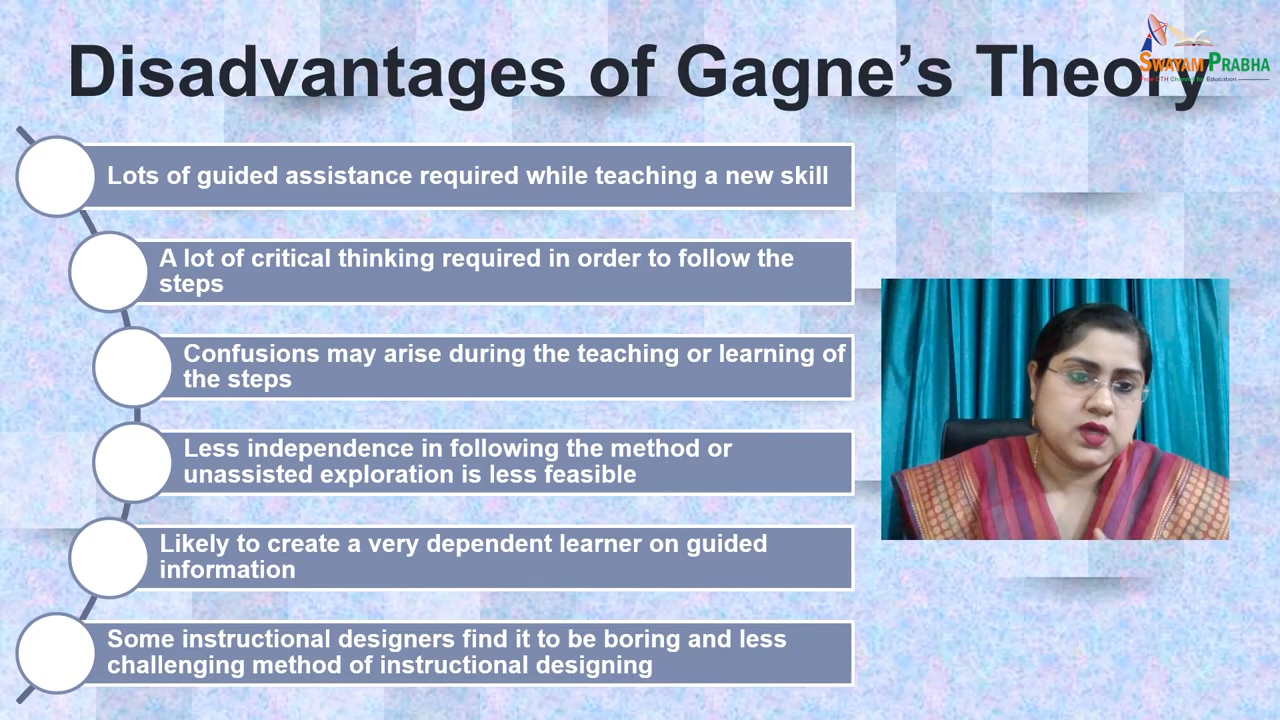 Disadvantages of Gagne's Theory
SWAYAM PRABHA
Lots of guided assistance required while teaching a new skill
A lot of critical thinking required in order to follow the
steps
Confusions may arise during the teaching or learning of
the steps
Less independence in following the method or
unassisted exploration is less feasible
Likely to create a very dependent learner on guided
information
Some instructional designers find it to be boring and less
challenging method of instructional designing